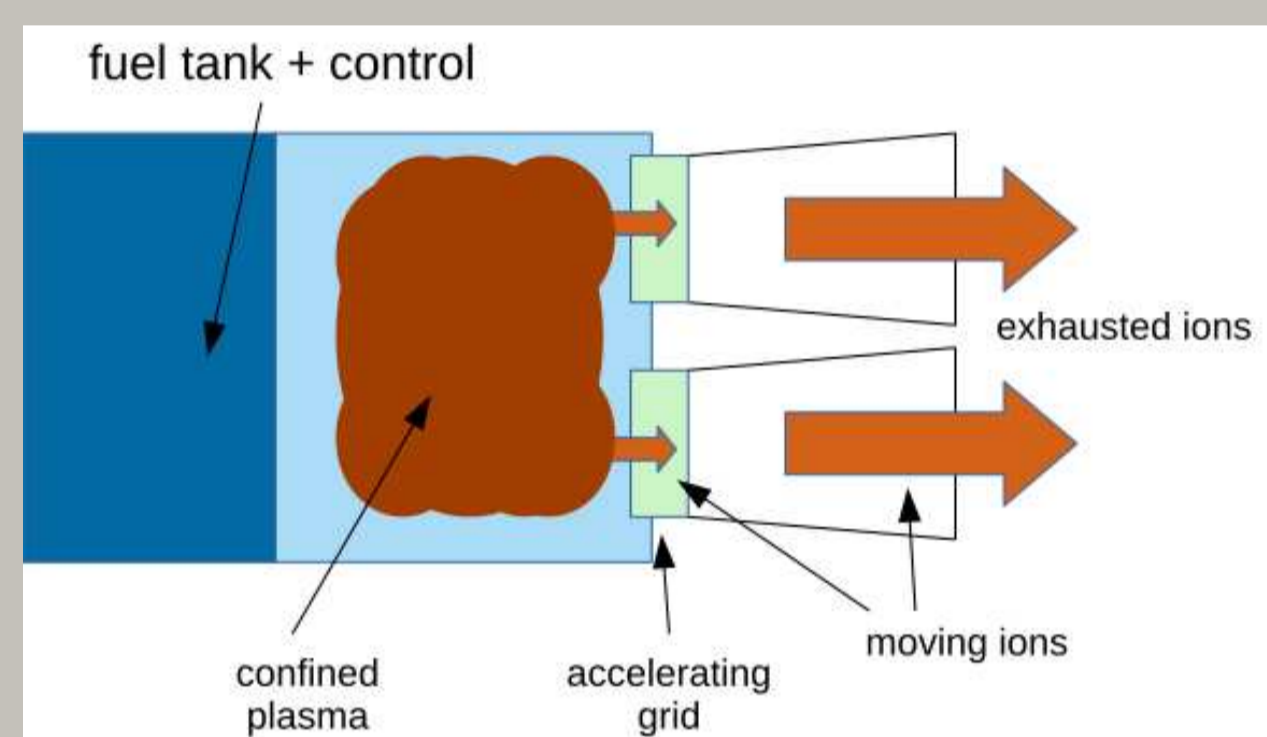 fuel tank + control
exhausted ions
moving ions
confined
plasma
accelerating
grid